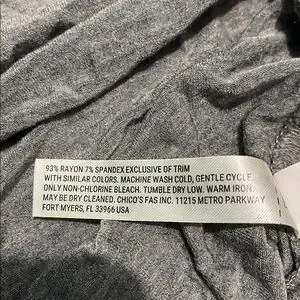 93% RAYON 7% SPANDEX EXCLUSIVE OF TRIM
WITH SIMILAR COLORS. MACHINE WASH COLD, GENTLE CYCLE.
ONLY NON-CHLORINE BLEACH. TUMBLE DRY LOW. WARM IRON.
MAY BE DRY CLEANED. CHICO'S FAS INC. 11215 METRO PARKWAY
FORT MYERS, FL 33966 USA